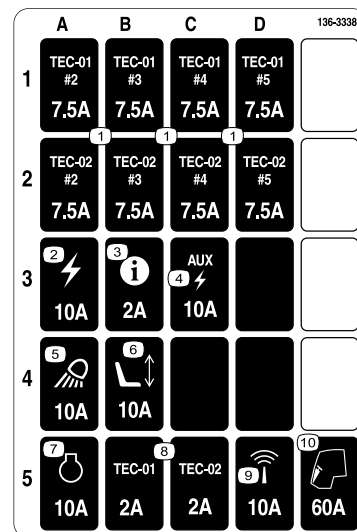 A B C D 136-3338
1
TEC-01 TEC-01 TEC-01 TEC-01
#2 #3 #4 #5
7.5A 7.5A 7.5A 7.5A
1 1 1
2
TEC-02 TEC-02 TEC-02 TEC-02
#2 #3 #4 #5
7.5A 7.5A 7.5A 7.5A
3
2 3 AUX
i 4
10A 2A 10A
4
5 6
10A 10A
5
7 8 9 10
TEC-01 TEC-02
10A 2A 2A 10A 60A